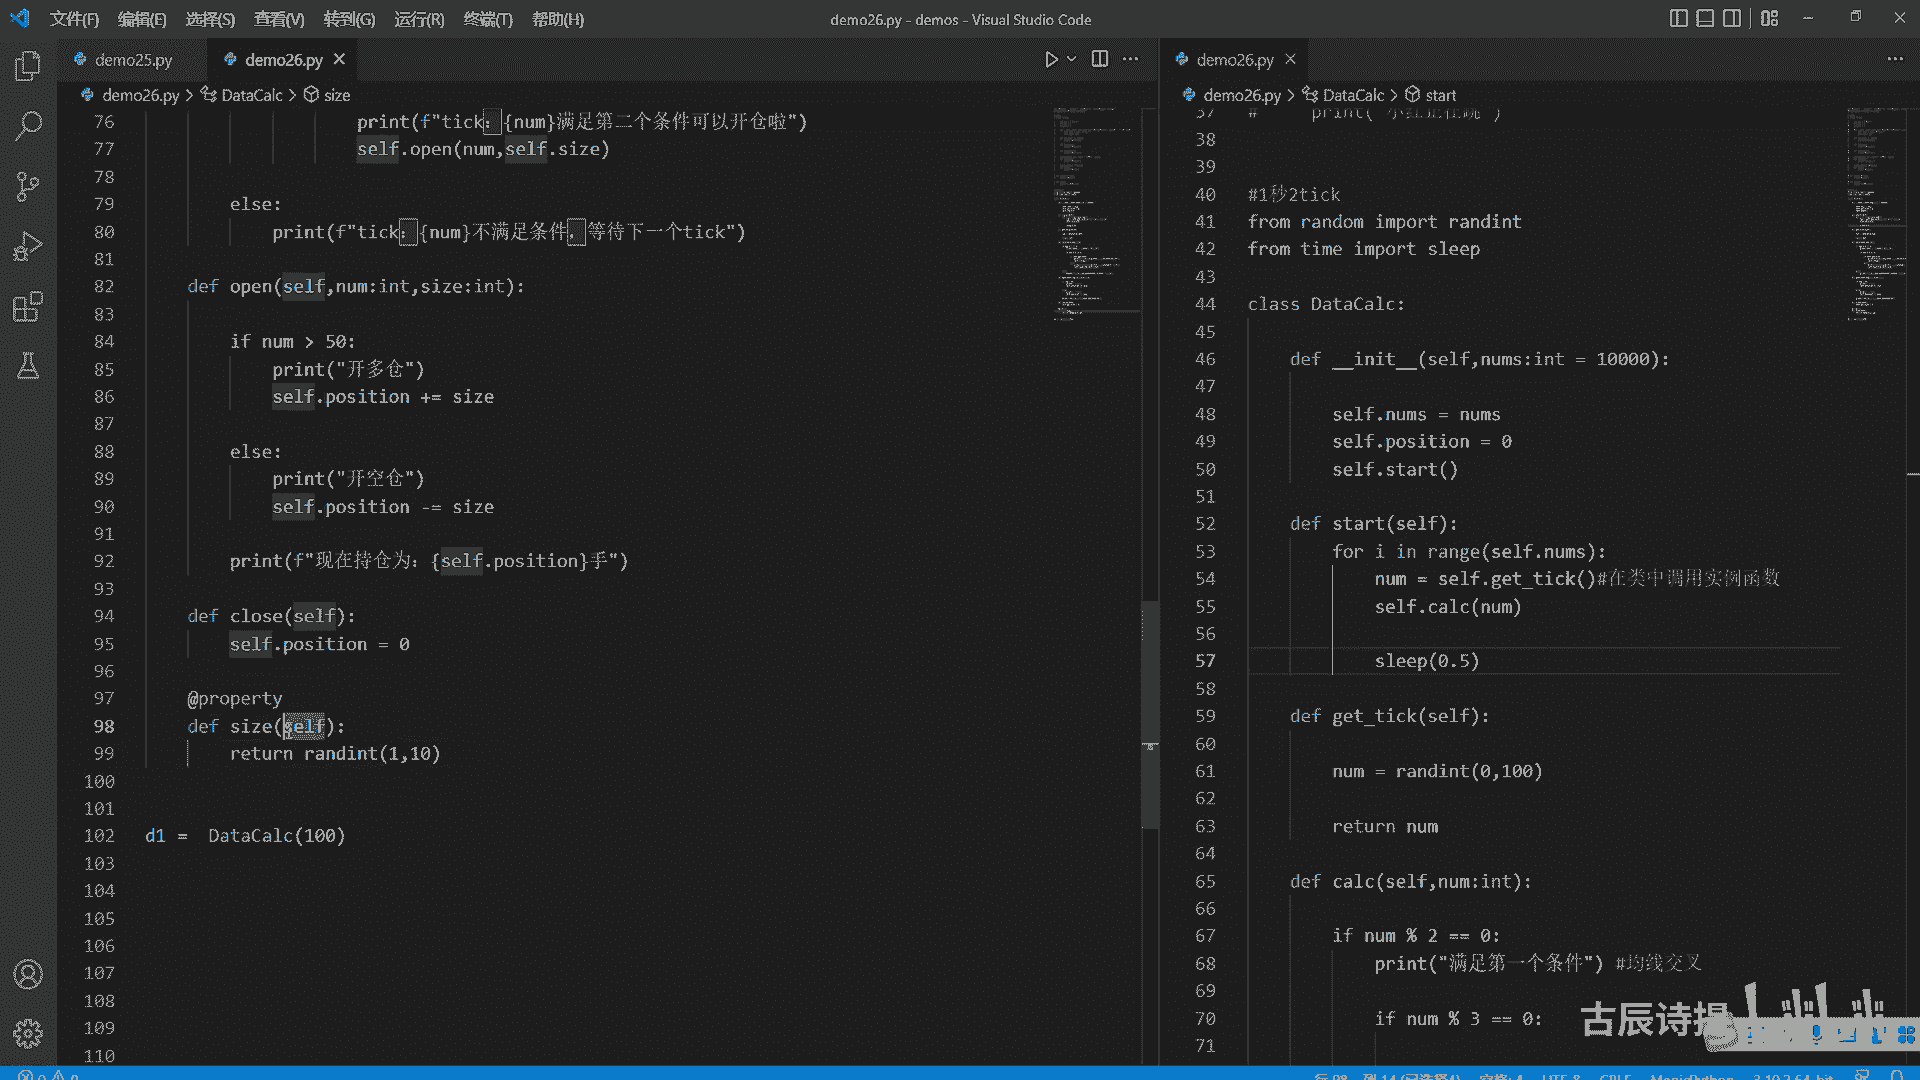 文件(F) 编辑(E) 选择(S) 查看(V) 转到(G) 运行(R) 终端(T) 帮助(H)
demo26.py - demos - Visual Studio Code
demo25.py
demo26.py
demo26.py > DataCalc > size
76 print(f"tick：{num}满足第二个条件可以开仓啦")
77 self.open(num,self.size)
78
79 else:
80 print(f"tick：{num}不满足条件，等待下一个tick")
81
82 def open(self,num:int,size:int):
83
84 if num > 50:
85 print("开多仓")
86 self.position += size
87
88 else:
89 print("开空仓")
90 self.position -= size
91
92 print(f"现在持仓为：{self.position}手")
93
94 def close(self):
95 self.position = 0
96
97 @property
98 def size(self):
99 return randint(1,10)
100
101
102 d1 =  DataCalc(100)
103
104
105
106
107
108
109
110
demo26.py
demo26.py > DataCalc > start
38
39
40 #1秒2tick
41 from random import randint
42 from time import sleep
43
44 class DataCalc:
45
46 def __init__(self,nums:int = 10000):
47
48 self.nums = nums
49 self.position = 0
50 self.start()
51
52 def start(self):
53 for i in range(self.nums):
54 num = self.get_tick()#在类中调用实例函数
55 self.calc(num)
56
57 sleep(0.5)
58
59 def get_tick(self):
60
61 num = randint(0,100)
62
63 return num
64
65 def calc(self,num:int):
66
67 if num % 2 == 0:
68 print("满足第一个条件") #均线交叉
69
70 if num % 3 == 0:
71
古辰诗提